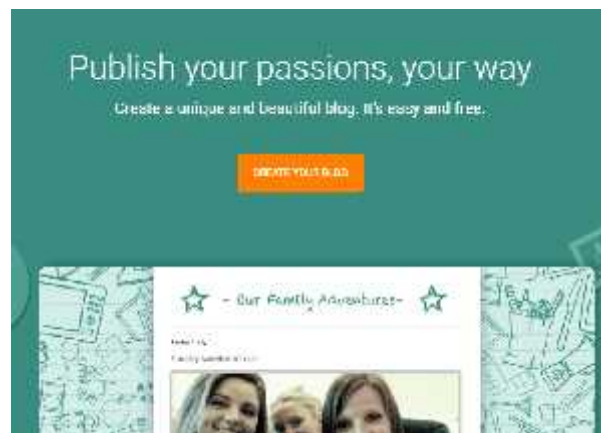 Publish your passions, your way
Create a unique and beautiful blog. It's easy and free.
CREATE YOUR BLOG
- Our Family Adventures-